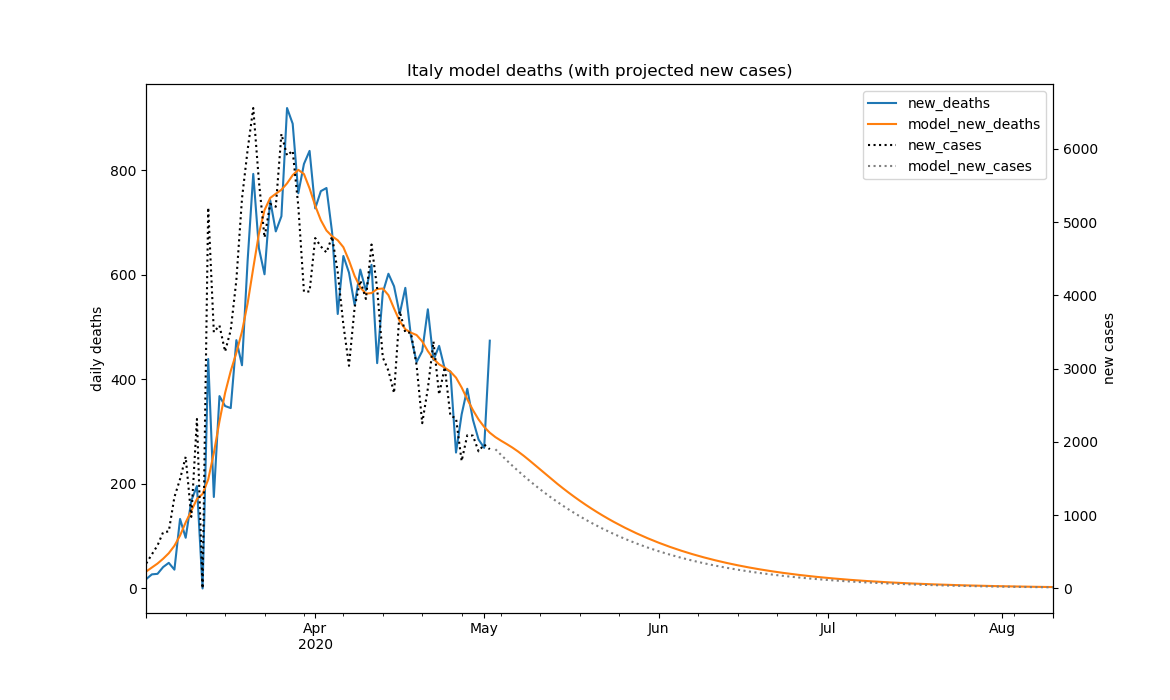 Italy model deaths (with projected new cases)
new_deaths
model_new_deaths
new_cases
model_new_cases
daily deaths
800
600
400
200
0
new cases
6000
5000
4000
3000
2000
1000
0
Apr
2020
May
Jun
Jul
Aug